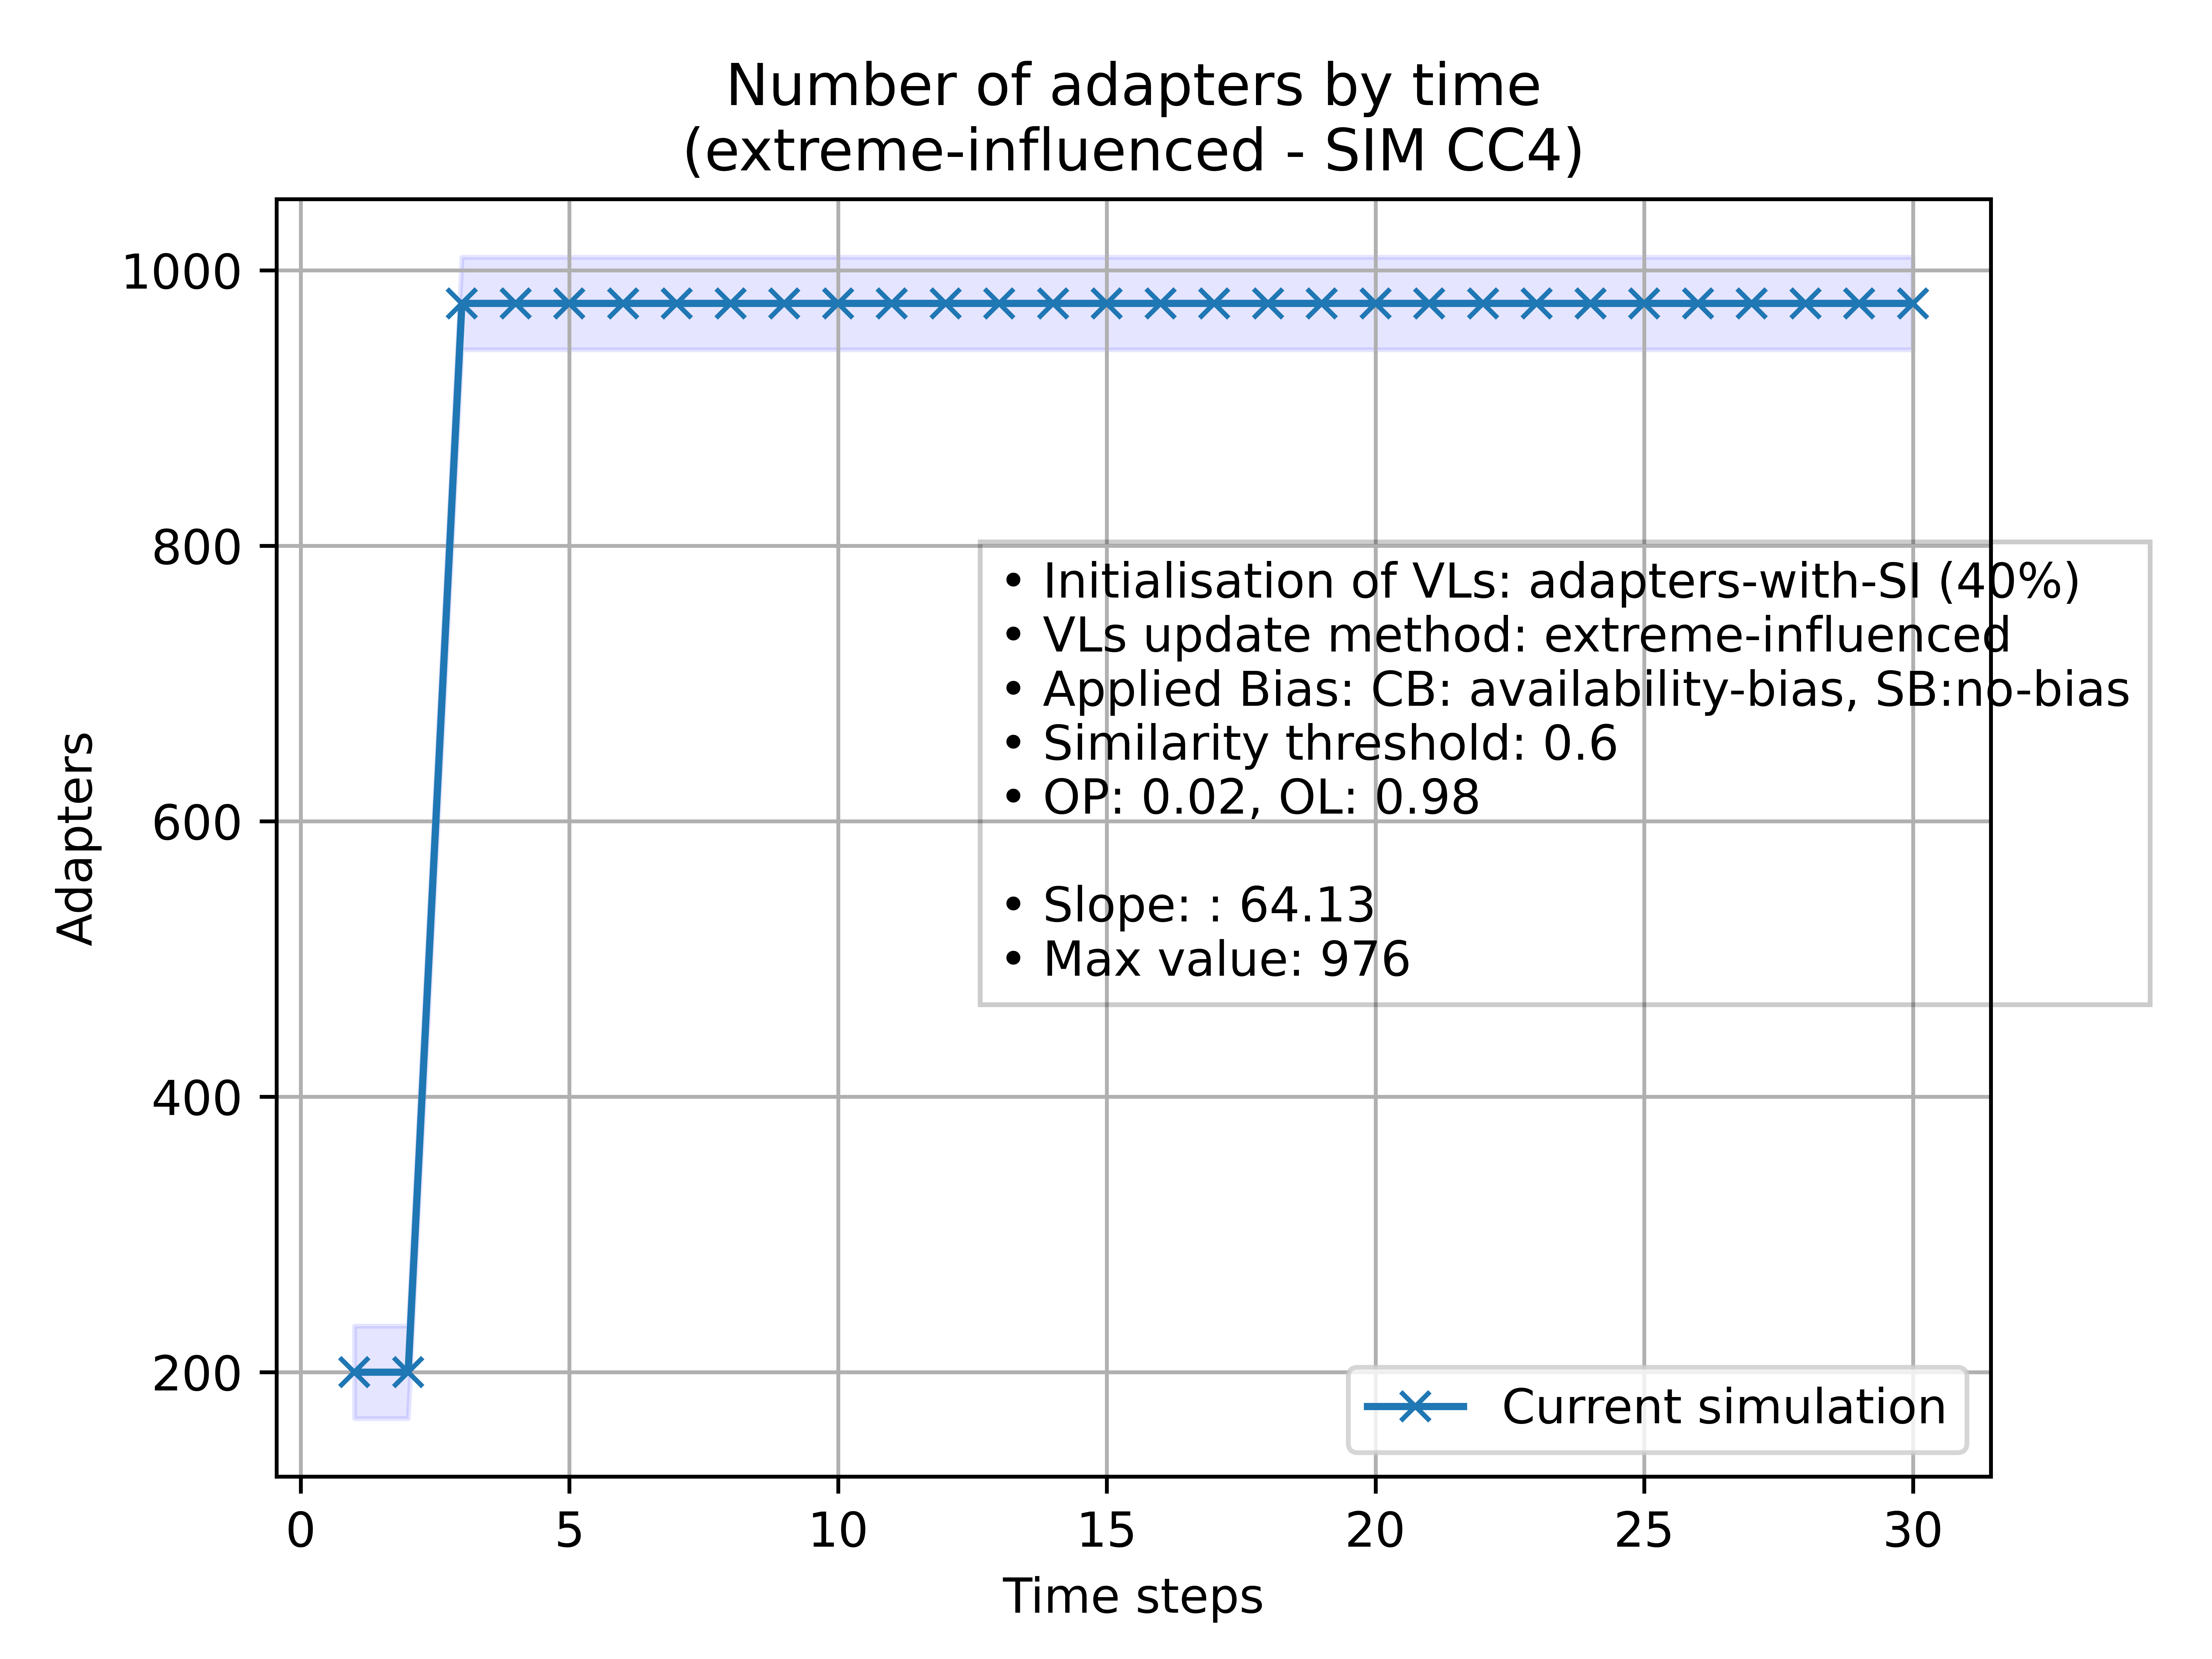 Number of adapters by time
(extreme-influenced - SIM CC4)
1000
800
600
400
200
Adapters
• Initialisation of VLs: adapters-with-SI (40%)
• VLs update method: extreme-influenced
• Applied Bias: CB: availability-bias, SB:no-bias
• Similarity threshold: 0.6
• OP: 0.02, OL: 0.98
• Slope: : 64.13
• Max value: 976
Current simulation
0 5 10 15 20 25 30
Time steps